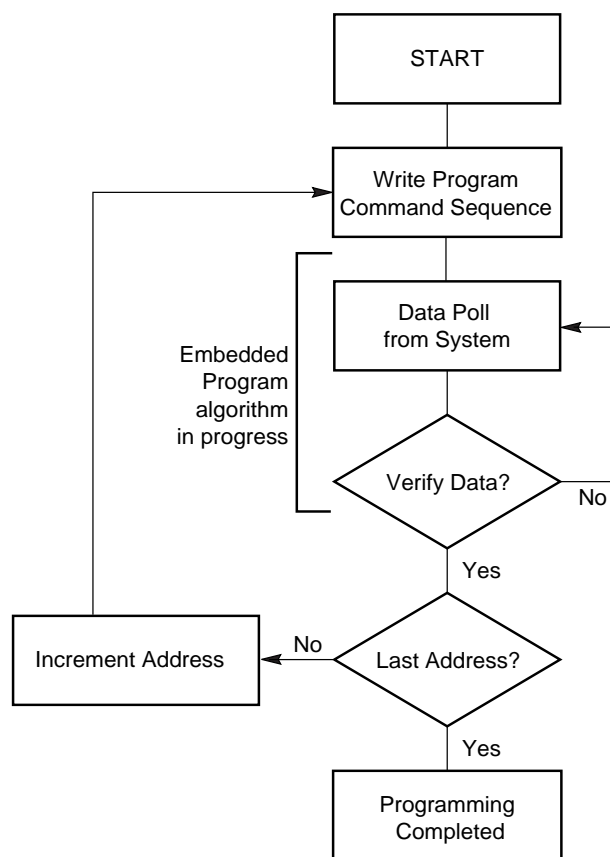 START
Write Program
Command Sequence
Data Poll
from System
Embedded
Program
algorithm
in progress
Verify Data?
No
Yes
Increment Address
No
Last Address?
Yes
Programming
Completed